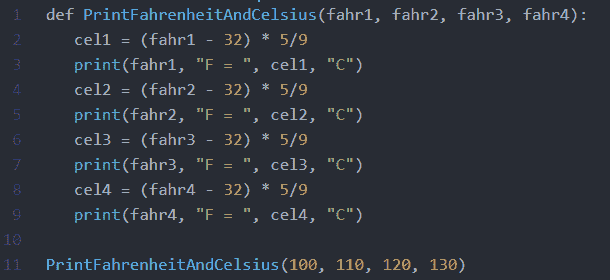 1 def PrintFahrenheitAndCelsius(fahr1, fahr2, fahr3, fahr4):
2     cel1 = (fahr1 - 32) * 5/9
3     print(fahr1, "F = ", cel1, "C")
4     cel2 = (fahr2 - 32) * 5/9
5     print(fahr2, "F = ", cel2, "C")
6     cel3 = (fahr3 - 32) * 5/9
7     print(fahr3, "F = ", cel3, "C")
8     cel4 = (fahr4 - 32) * 5/9
9     print(fahr4, "F = ", cel4, "C")
10
11 PrintFahrenheitAndCelsius(100, 110, 120, 130)